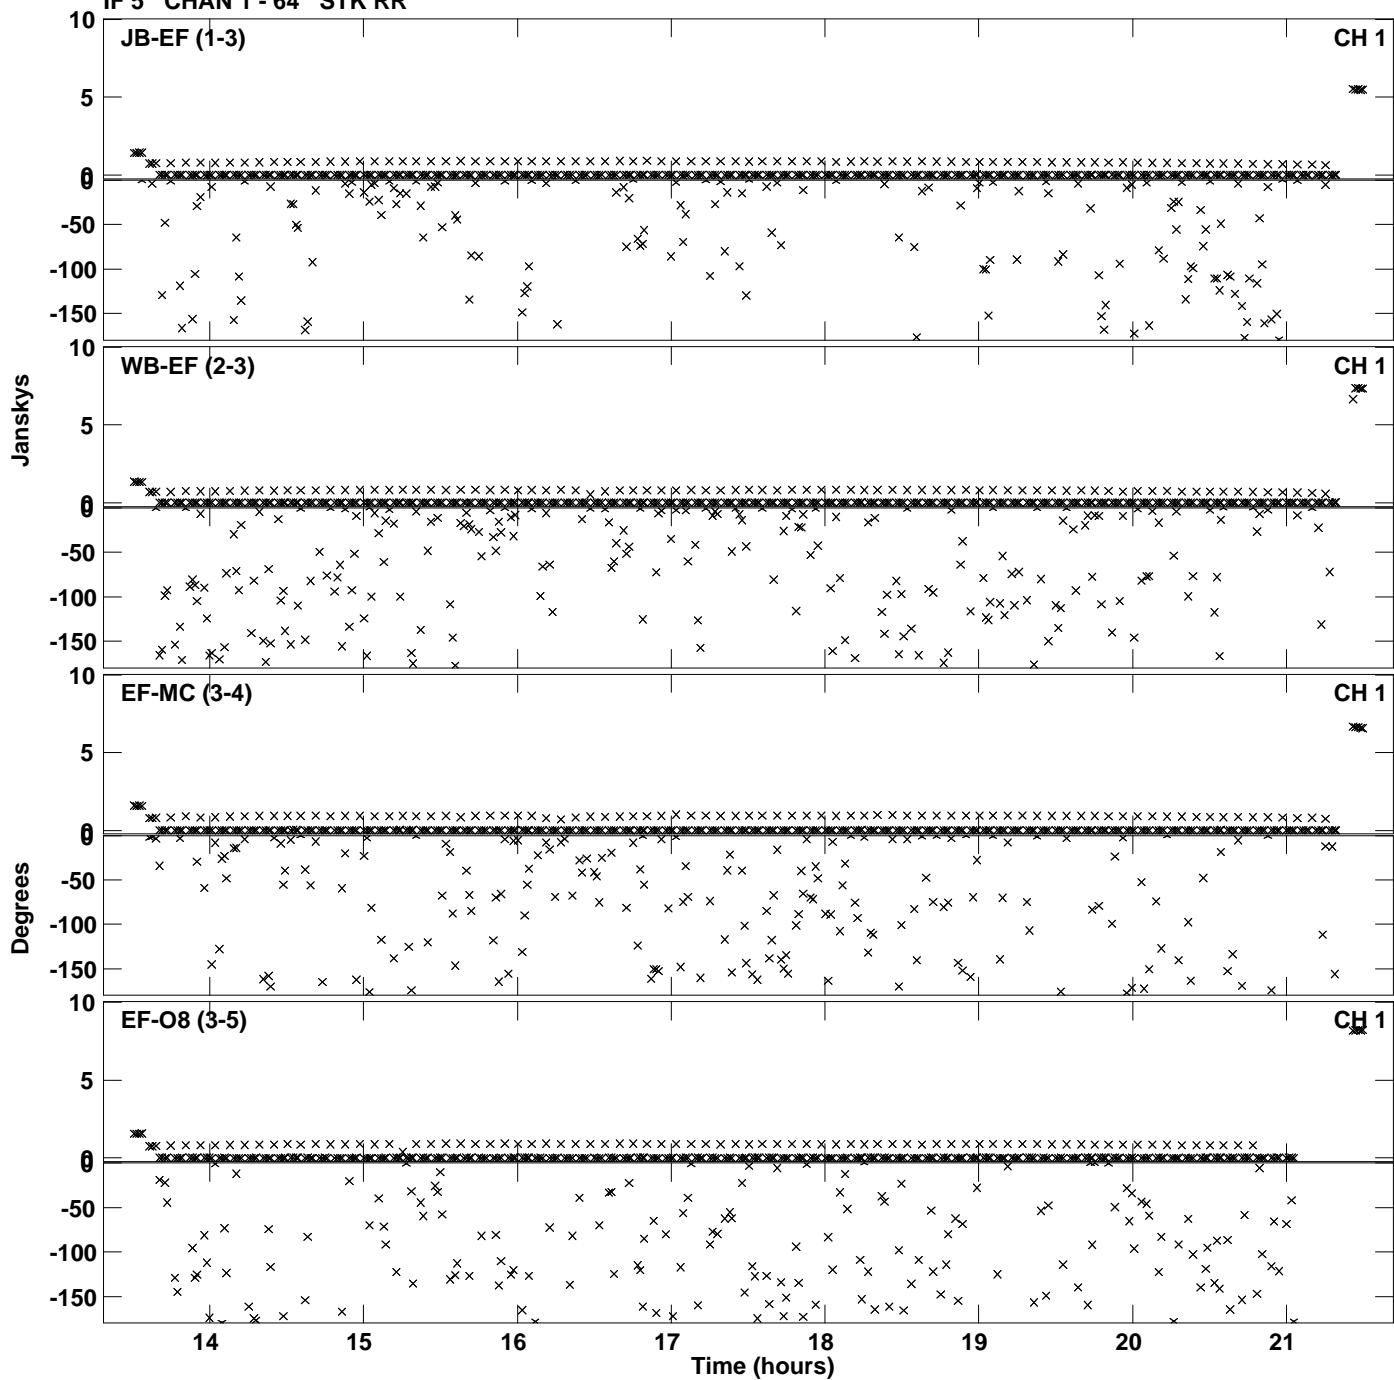 IF 5 CHAN 1 - 64 STK RR
10
JB-EF (1-3)
CH 1
5
0
0
-50
-100
-150
10
WB-EF (2-3)
CH 1
5
0
0
-50
-100
-150
Janskys
10
EF-MC (3-4)
CH 1
5
0
0
-50
-100
-150
Degrees
10
EF-O8 (3-5)
CH 1
5
0
0
-50
-100
-150
14 15 16 17 18 19 20 21
Time (hours)